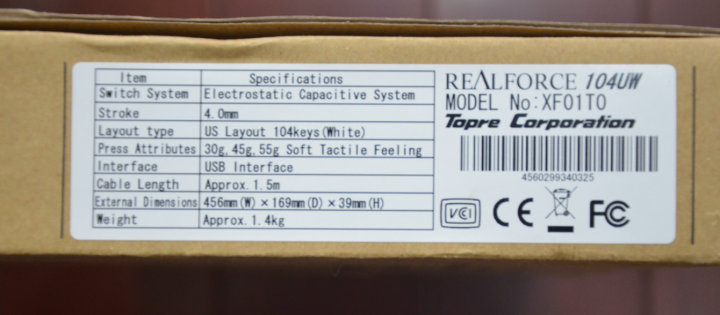 Item Specifications
Switch System Electrostatic Capacitive System
Stroke 4.0mm
Layout type US Layout 104keys(White)
Press Attributes 30g, 45g, 55g Soft Tactile Feeling
Interface USB Interface
Cable Length Approx. 1.5m
External Dimensions 456mm(W)×169mm(D)×39mm(H)
Weight Approx. 1.4kg
REALFORCE 104UW
MODEL No:XF01T0
Topre Corporation
4560299340325
VCI CE FC